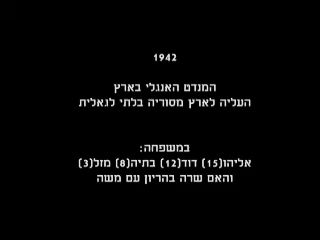 1942
המנדט האנגלי בארץ
העליה לארץ מסוריה בלתי לגאלית
במשפחה:
אליהו(15) דוד(12) בתיה(8) מזל(3)
והאם שרה בהריון עם משה